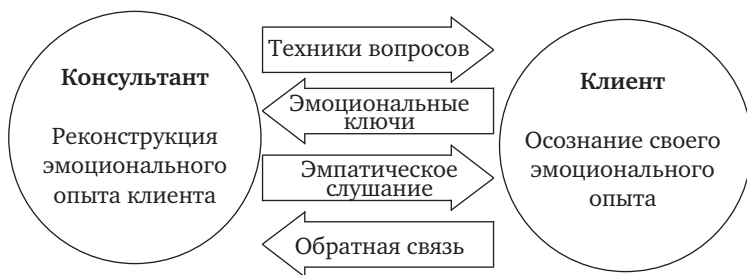 Консультант
Реконструкция
эмоционального
опыта клиента
Техники вопросов
Эмоциональные
ключи
Эмпатическое
слушание
Обратная связь
Клиент
Осознание своего
эмоционального
опыта